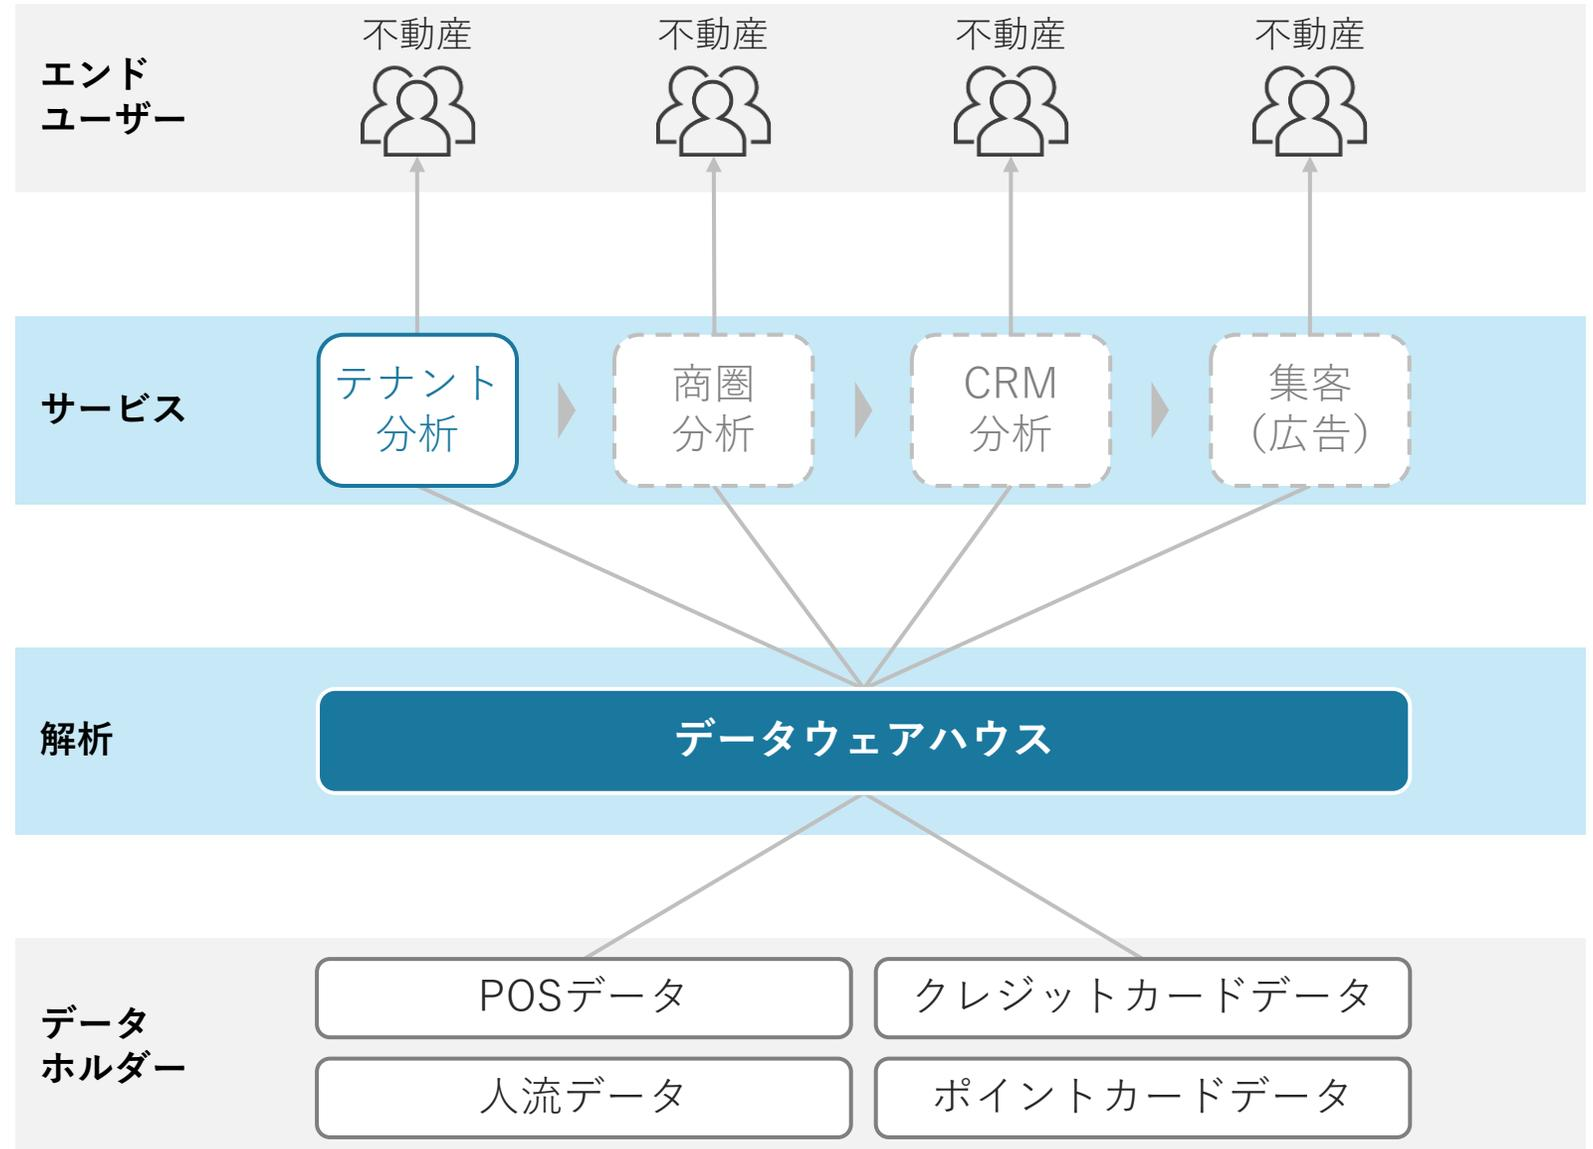 不動産
不動産
不動産
不動産
エンド
ユーザー
サービス
テナント
分析
商圏
分析
CRM
分析
集客
（広告）
解析
データウェアハウス
データ
ホルダー
POSデータ
クレジットカードデータ
人流データ
ポイントカードデータ